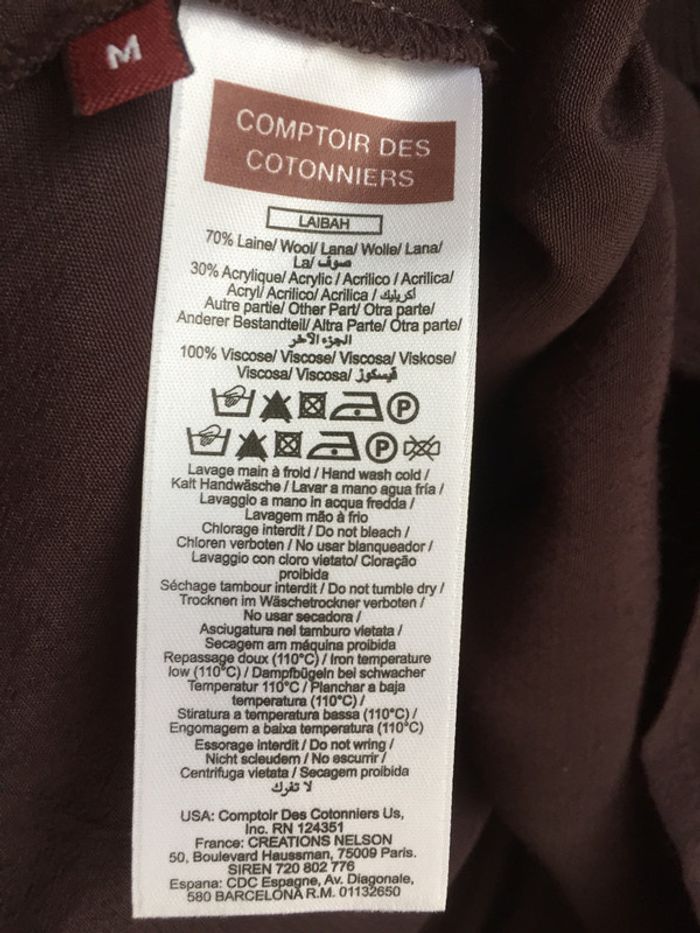 M
COMPTOIR DES
COTONNIERS
LAIBAH
70% Laine/ Wool/ Lana/ Wolle/ Lana/
La/ صوف
30% Acrylique/ Acrylic / Acrilico / Acrilica/
Acryl/ Acrilico/ Acrilica / أكريليك
Autre partie/ Other Part/ Otra parte/
Anderer Bestandteil/ Altra Parte/ Otra parte/
الجزء الآخر
100% Viscose/ Viscose/ Viscosa/ Viskose/
Viscosa/ Viscosa/ ڤيسكوز
P
P
Lavage main à froid / Hand wash cold /
Kalt Handwäsche / Lavar a mano agua fria /
Lavaggio a mano in acqua fredda /
Lavagem mão à frio
Chlorage interdit / Do not bleach /
Chloren verboten / No usar blanqueador /
Lavaggio con cloro vietato/ Cloração
proibida
Séchage tambour interdit / Do not tumble dry /
Trocknen im Wäschetrockner verboten /
No usar secadora /
Asciugatura nel tamburo vietata /
Secagem am máquina proibida
Repassage doux (110°C) / Iron temperature
low (110°C) / Dampfbügeln bei schwacher
Temperatur 110°C / Planchar a baja
temperatura (110°C) /
Stiratura a temperatura bassa (110°C) /
Engomagem a baixa temperatura (110°C)
Essorage interdit / Do not wring /
Nicht scleudem / No escurrir /
Centrifuga vietata / Secagem proibida
لا تفرك
USA: Comptoir Des Cotonniers Us,
Inc. RN 124351
France: CREATIONS NELSON
50, Boulevard Haussman, 75009 Paris.
SIREN 720 802 776
Espana: CDC Espagne, Av. Diagonale,
580 BARCELONA R.M. 01132650